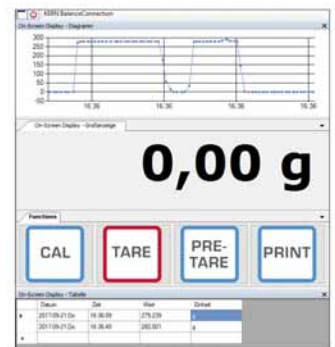 KERN BalanceConnection
On-Screen Display - Diagramm
300
250
200
150
100
50
0
-50
16:36 16:36 16:36 16:36
On-Screen Display - Großanzeige
0,00 g
Functions
CAL TARE PRE-TARE PRINT
On-Screen Display - Tabelle
Datum Zeit Wert Einheit
2017-09-21 Do. 16:36:09 279,239
2017-09-21 Do. 16:36:40 280,001 g